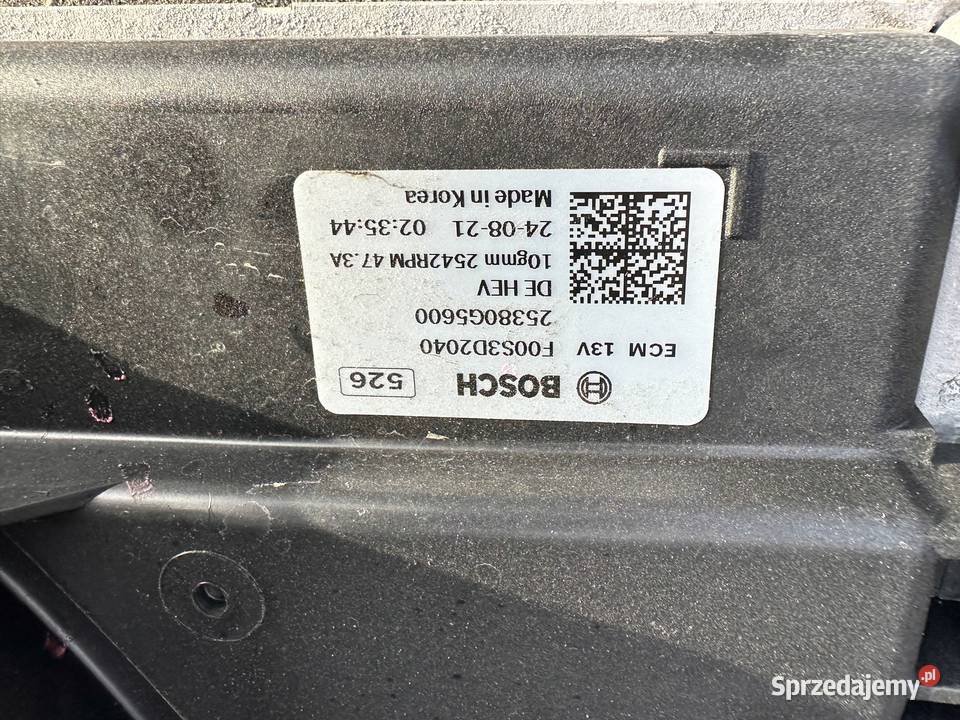 BOSCH 526
ECM 13V F00S3D2040
25380G5600
DE HEV
10gmm 2542RPM 47.3A
24-08-21 02:35:44
Made in Korea
Sprzedajemy.pl